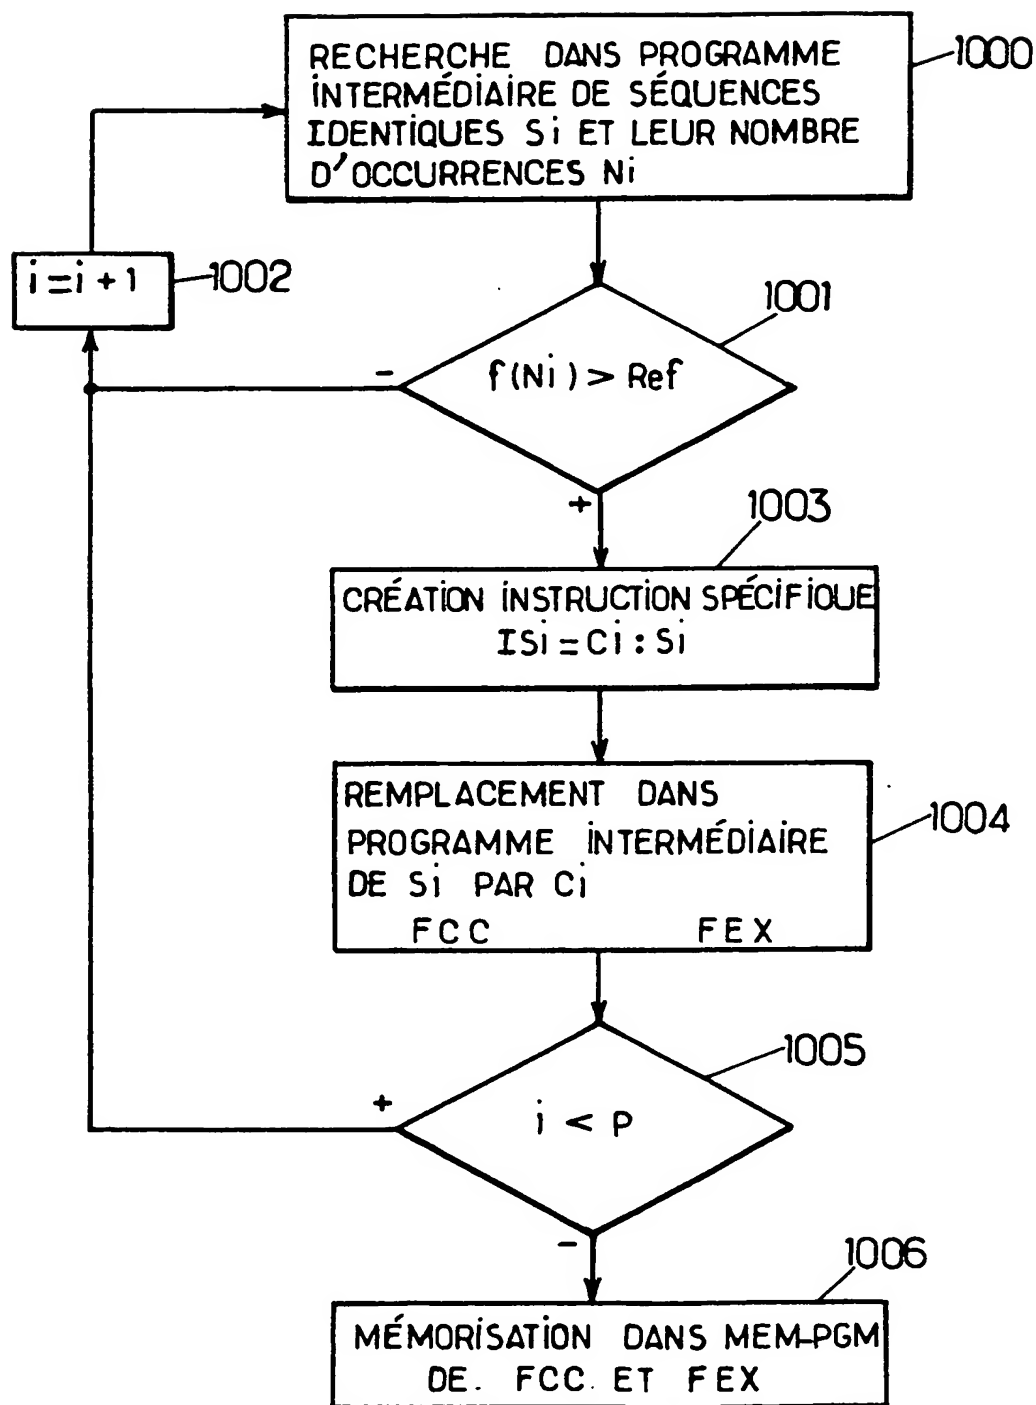 RECHERCHE DANS PROGRAMME
INTERMÉDIAIRE DE SÉQUENCES
IDENTIQUES Si ET LEUR NOMBRE
D'OCCURRENCES Ni
1000
i = i + 1
1002
1001
f(Ni) > Ref
-
+
1003
CRÉATION INSTRUCTION SPÉCIFIQUE
ISi = Ci : Si
REMPLACEMENT DANS
PROGRAMME INTERMÉDIAIRE
DE Si PAR Ci
FCC FEX
1004
1005
+
i < P
-
1006
MÉMORISATION DANS MEM-PGM
DE. FCC. ET FEX